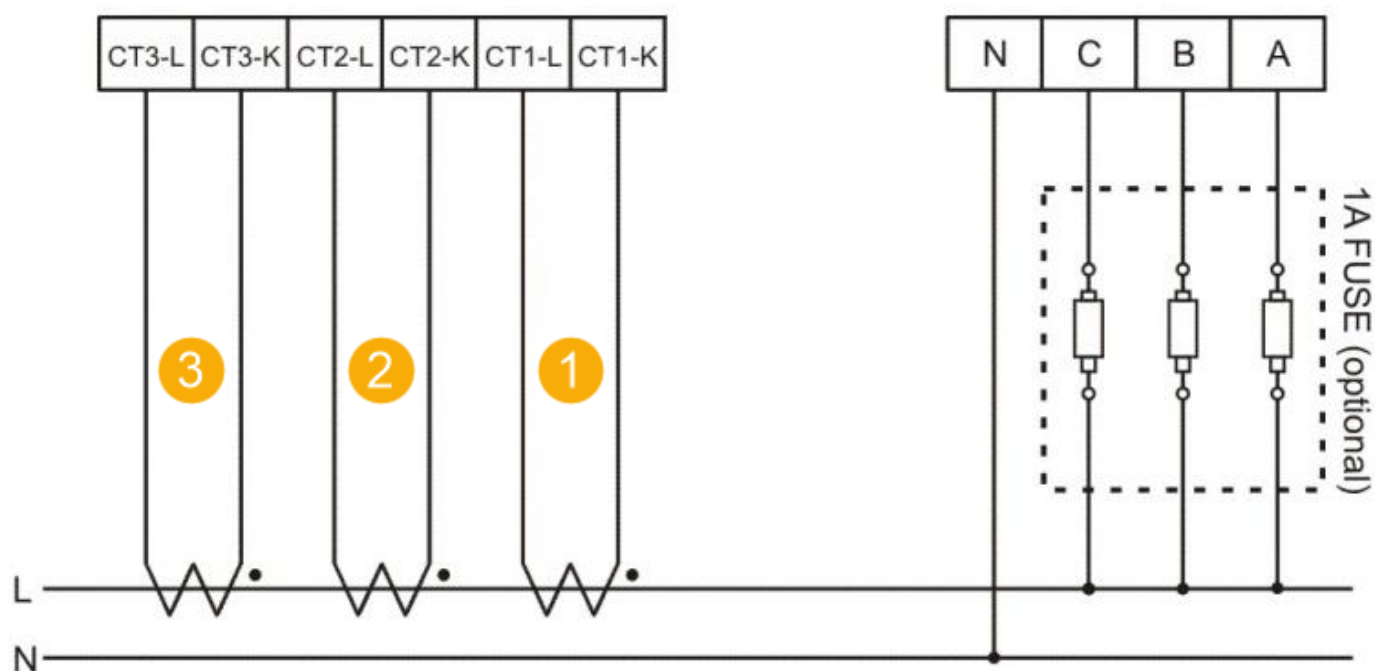 CT3-L CT3-K CT2-L CT2-K CT1-L CT1-K
N C B A
1A FUSE (optional)
3 2 1
L
N